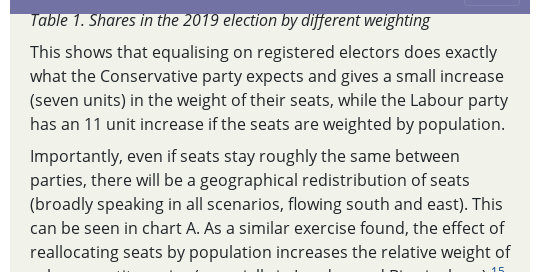 Table 1. Shares in the 2019 election by different weighting
This shows that equalising on registered electors does exactly
what the Conservative party expects and gives a small increase
(seven units) in the weight of their seats, while the Labour party
has an 11 unit increase if the seats are weighted by population.
Importantly, even if seats stay roughly the same between
parties, there will be a geographical redistribution of seats
(broadly speaking in all scenarios, flowing south and east). This
can be seen in chart A. As a similar exercise found, the effect of
reallocating seats by population increases the relative weight of
15